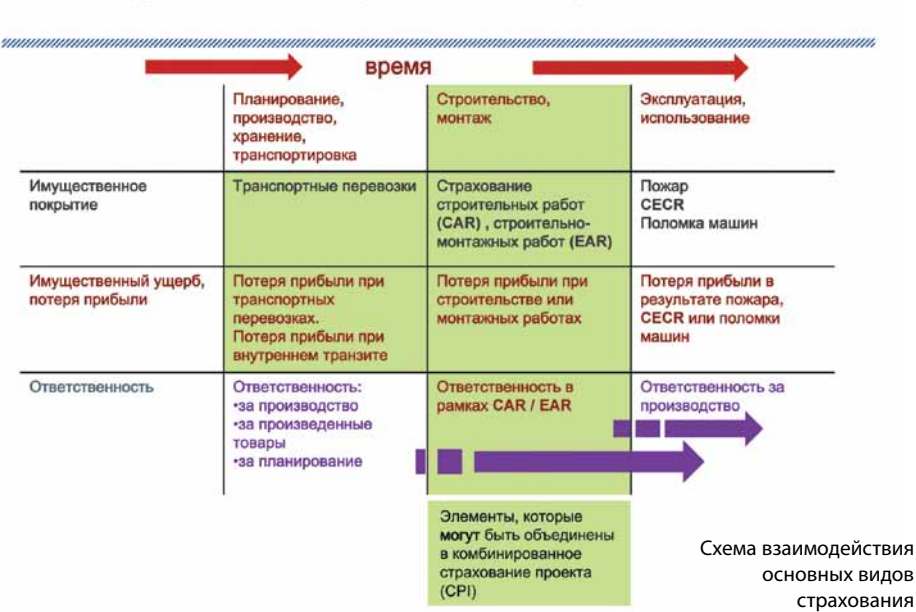 время
Планирование,
производство,
хранение,
транспортировка
Строительство,
монтаж
Эксплуатация,
использование
Имущественное
покрытие
Транспортные перевозки
Страхование
строительных работ
(CAR) , строительно-
монтажных работ (EAR)
Пожар
CECR
Поломка машин
Имущественный ущерб,
потеря прибыли
Потеря прибыли при
транспортных
перевозках.
Потеря прибыли при
внутреннем транзите
Потеря прибыли при
строительстве или
монтажных работах
Потеря прибыли в
результате пожара,
CECR или поломки
машин
Ответственность
Ответственность:
•за производство
•за произведенные
товары
•за планирование
Ответственность в
рамках CAR / EAR
Ответственность за
производство
Элементы, которые
могут быть объединены
в комбинированное
страхование проекта
(CPI)
Схема взаимодействия
основных видов
страхования